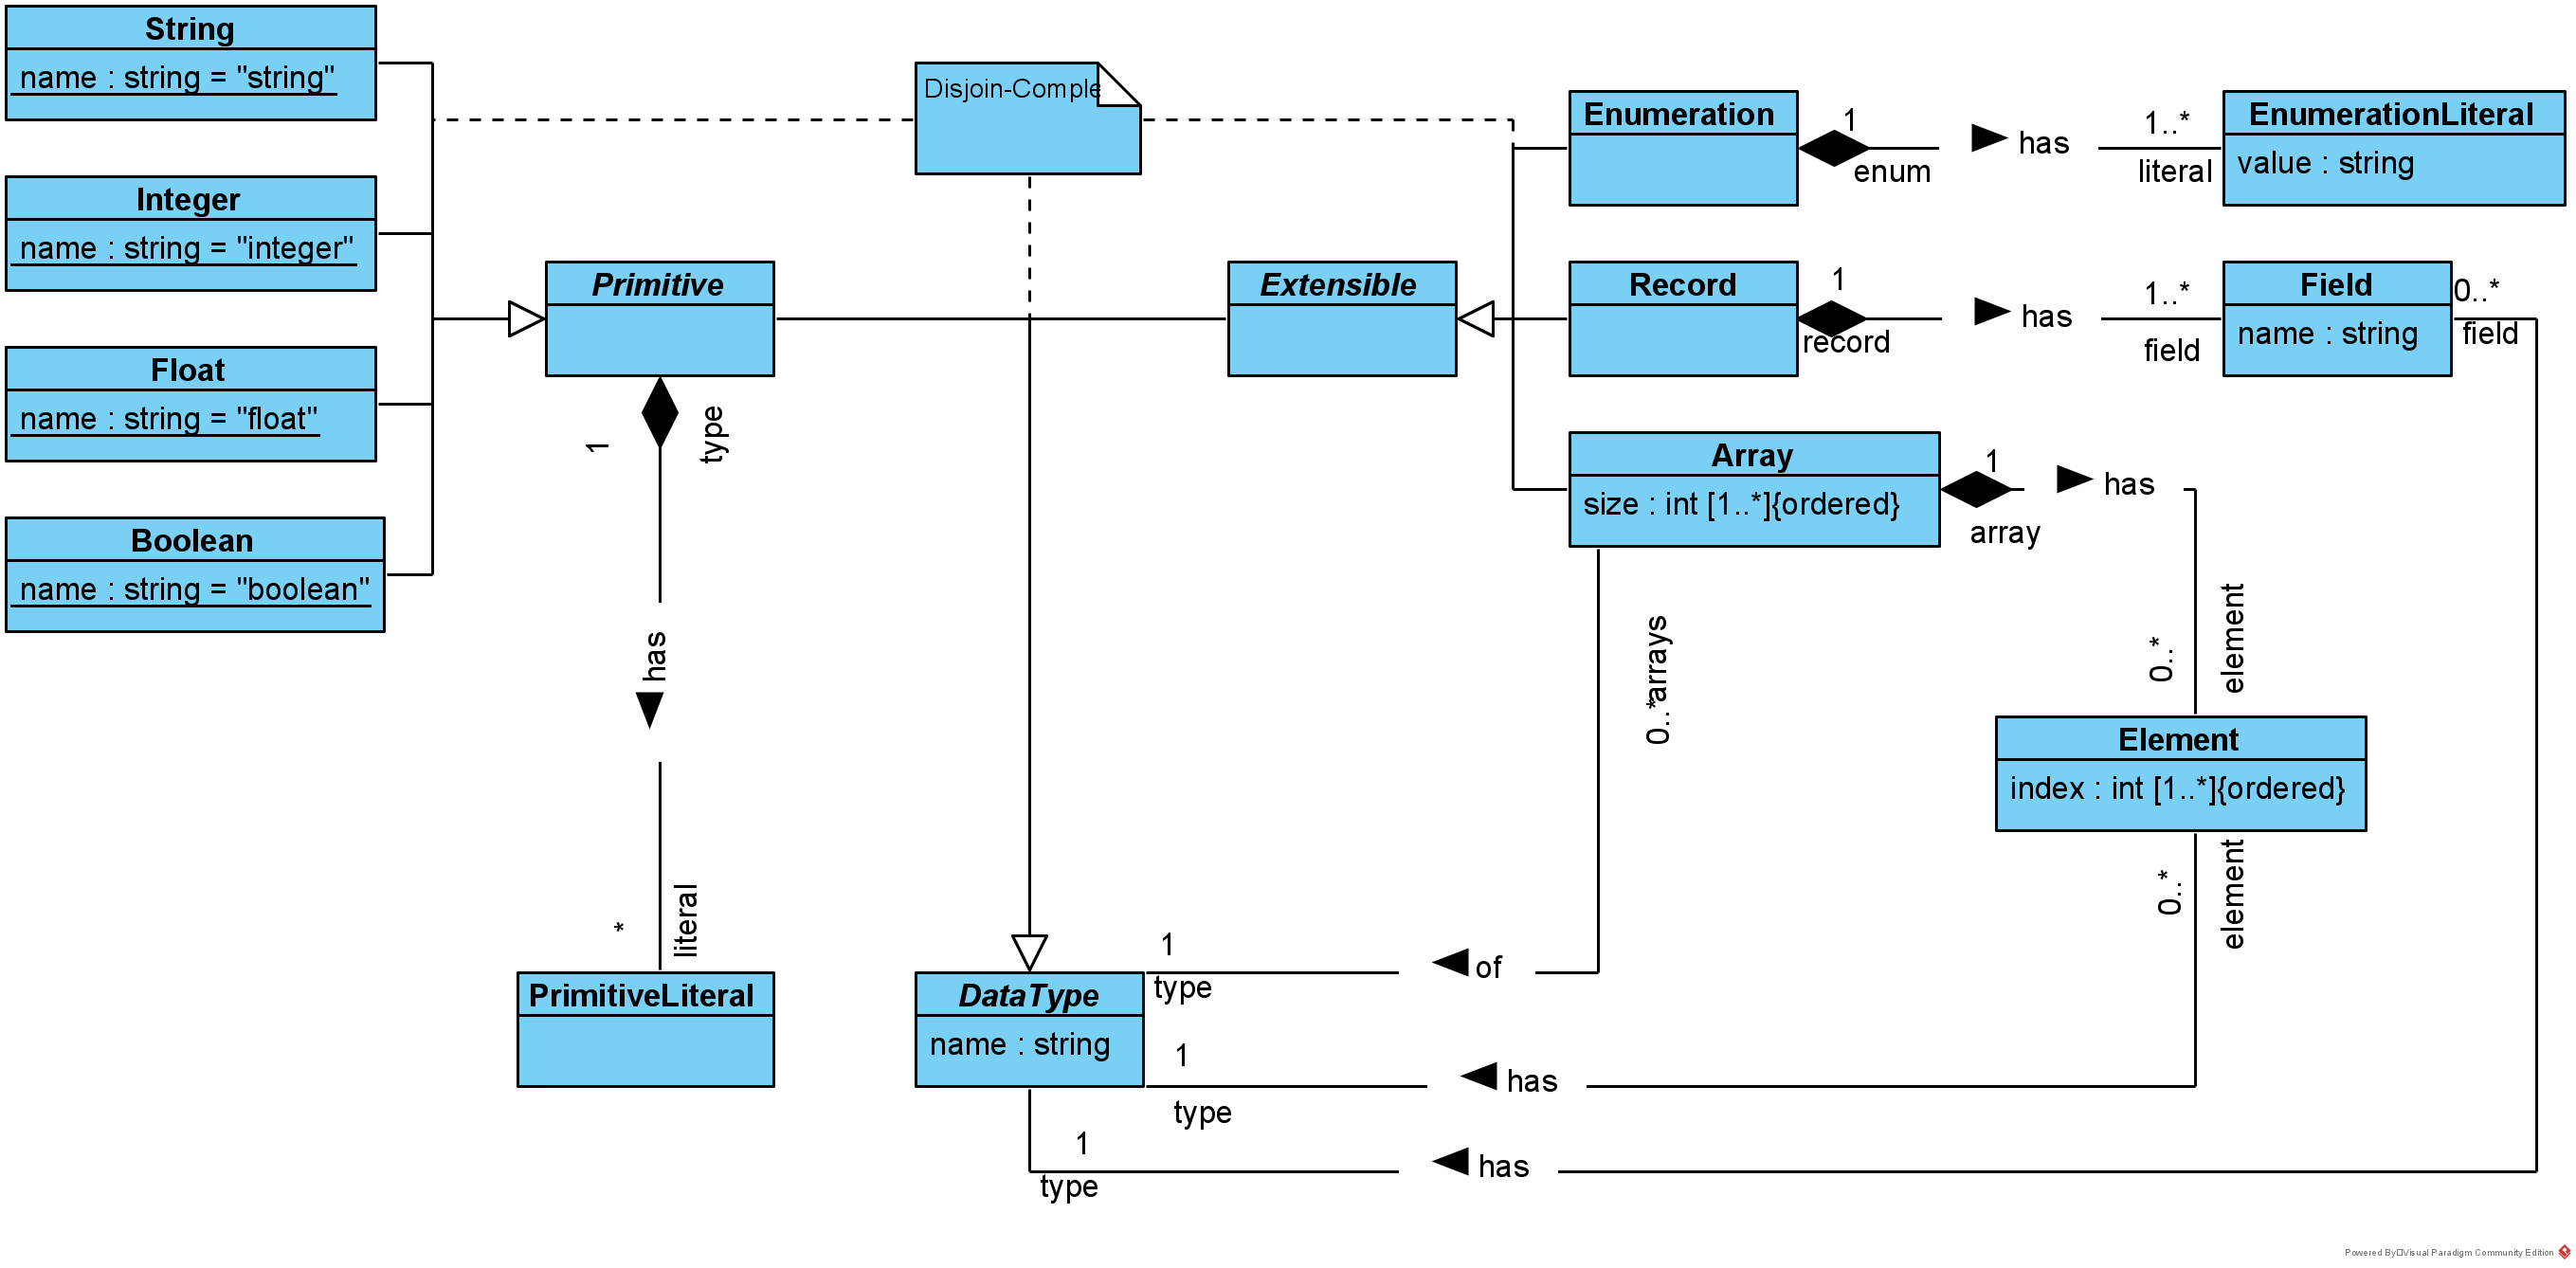 String
name : string = "string"
Integer
name : string = "integer"
Float
name : string = "float"
Boolean
name : string = "boolean"
Primitive
1
type
has
*
literal
PrimitiveLiteral
Disjoin-Comple
Extensible
Enumeration
1
enum
has
1..*
literal
EnumerationLiteral
value : string
Record
1
record
has
1..*
field
Field
name : string
0..*
field
Array
size : int [1..*]{ordered}
1
array
has
0..*
element
Element
index : int [1..*]{ordered}
0..*
element
0..*
arrays
of
1
type
DataType
name : string
1
type
has
1
type
has
Powered By Visual Paradigm Community Edition